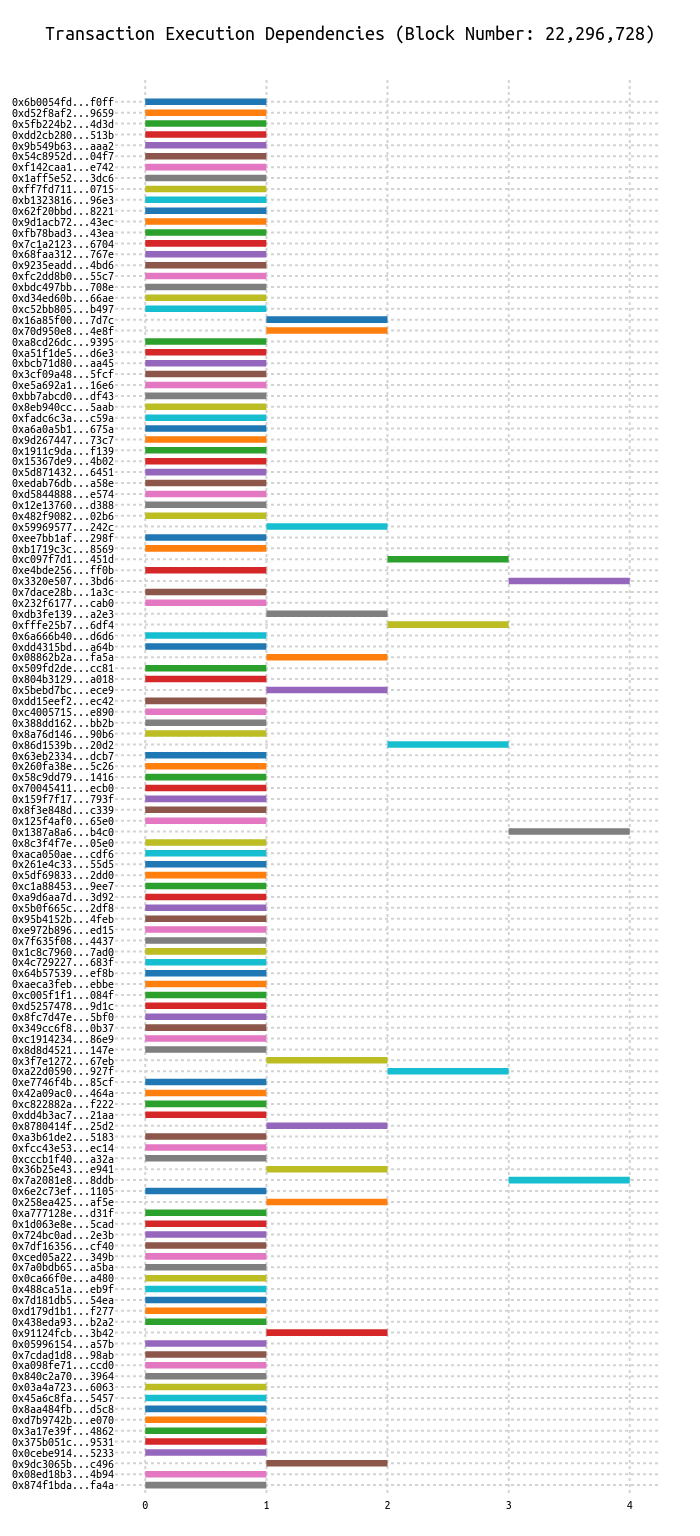 Transaction Execution Dependencies (Block Number: 22,296,728)
0x6b0054fd...f0ff
0xd52f8af2...9659
0x5fb224b2...4d3d
0xdd2cb280...513b
0x9b549b63...aaa2
0x54c8952d...04f7
0xf142caa1...e742
0x1aff5e52...3dc6
0xff7fd711...0715
0xb1323816...96e3
0x62f20bbd...8221
0x9d1acb72...43ec
0xfb78bad3...43ea
0x7c1a2123...6704
0x68faa312...767e
0x9235eadd...4bd6
0xfc2dd8b0...55c7
0xbdc497bb...708e
0xd34ed60b...66ae
0xc52bb805...b497
0x16a85f00...7d7c
0x70d950e8...4e8f
0xa8cd26dc...9395
0xa51f1de5...d6e3
0xbcb71d80...aa45
0x3cf09a48...5fcf
0xe5a692a1...16e6
0xbb7abcd0...df43
0x8eb940cc...5aab
0xfadc6c3a...c59a
0xa6a0a5b1...675a
0x9d267447...73c7
0x1911c9da...f139
0x15367de9...4b02
0x5d871432...6451
0xedab76db...a58e
0xd5844888...e574
0x12e13760...d388
0x482f9082...02b6
0x59969577...242c
0xee7bb1af...298f
0xb1719c3c...8569
0xc097f7d1...451d
0xe4bde256...ff0b
0x3320e507...3bd6
0x7dace28b...1a3c
0x232f6177...cab0
0xdb3fe139...a2e3
0xfffe25b7...6df4
0x6a666b40...d6d6
0xdd4315bd...a64b
0x08862b2a...fa5a
0x509fd2de...cc81
0x804b3129...a018
0x5bebd7bc...ece9
0xdd15eef2...ec42
0xc4005715...e890
0x388dd162...bb2b
0x8a76d146...90b6
0x86d1539b...20d2
0x63eb2334...dcb7
0x260fa38e...5c26
0x58c9dd79...1416
0x70045411...ecb0
0x159f7f17...793f
0x8f3e848d...c339
0x125f4af0...65e0
0x1387a8a6...b4c0
0x8c3f4f7e...05e0
0xaca050ae...cdf6
0x261e4c33...55d5
0x5df69833...2dd0
0xc1a88453...9ee7
0xa9d6aa7d...3d92
0x5b0f665c...2df8
0x95b4152b...4feb
0xe972b896...ed15
0x7f635f08...4437
0x1c8c7960...7ad0
0x4c729227...683f
0x64b57539...ef8b
0xaeca3feb...ebbe
0xc005f1f1...084f
0xd5257478...9d1c
0x8fc7d47e...5bf0
0x349cc6f8...0b37
0xc1914234...86e9
0x8d8d4521...147e
0x3f7e1272...67eb
0xa22d0590...927f
0xe7746f4b...85cf
0x42a09ac0...464a
0xc822882a...f222
0xdd4b3ac7...21aa
0x8780414f...25d2
0xa3b61de2...5183
0xfcc43e53...ec14
0xcccb1f40...a32a
0x36b25e43...e941
0x7a2081e8...8ddb
0x6e2c73ef...1105
0x258ea425...af5e
0xa777128e...d31f
0x1d063e8e...5cad
0x724bc0ad...2e3b
0x7df16356...cf40
0xced05a22...349b
0x7a0bdb65...a5ba
0x0ca66f0e...a480
0x488ca51a...eb9f
0x7d181db5...54ea
0xd179d1b1...f277
0x438eda93...b2a2
0x91124fcb...3b42
0x05996154...a57b
0x7cdad1d8...98ab
0xa098fe71...ccd0
0x840c2a70...3964
0x03a4a723...6063
0x45a6c8fa...5457
0x8aa484fb...d5c8
0xd7b9742b...e070
0x3a17e39f...4862
0x375b051c...9531
0x0cebe914...5233
0x9dc3065b...c496
0x08ed18b3...4b94
0x874f1bda...fa4a
0 1 2 3 4